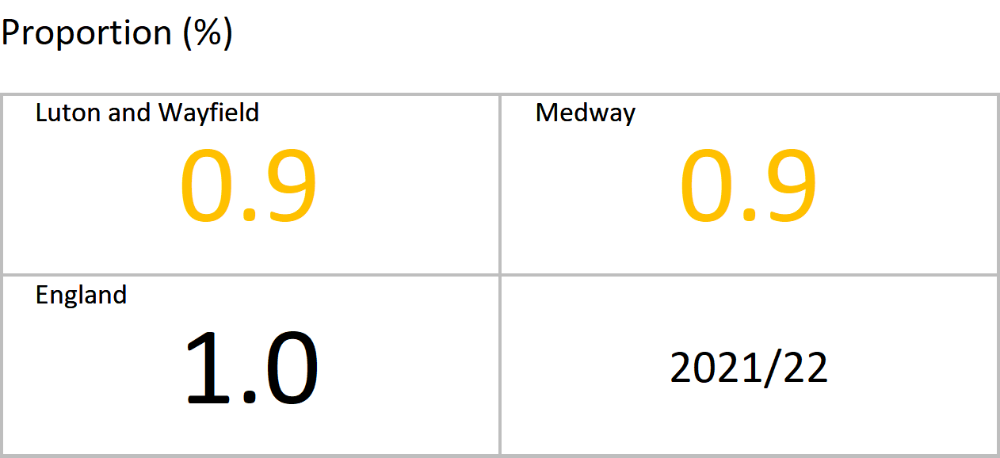 Proportion (%)
Luton and Wayfield
0.9
Medway
0.9
England
1.0
2021/22